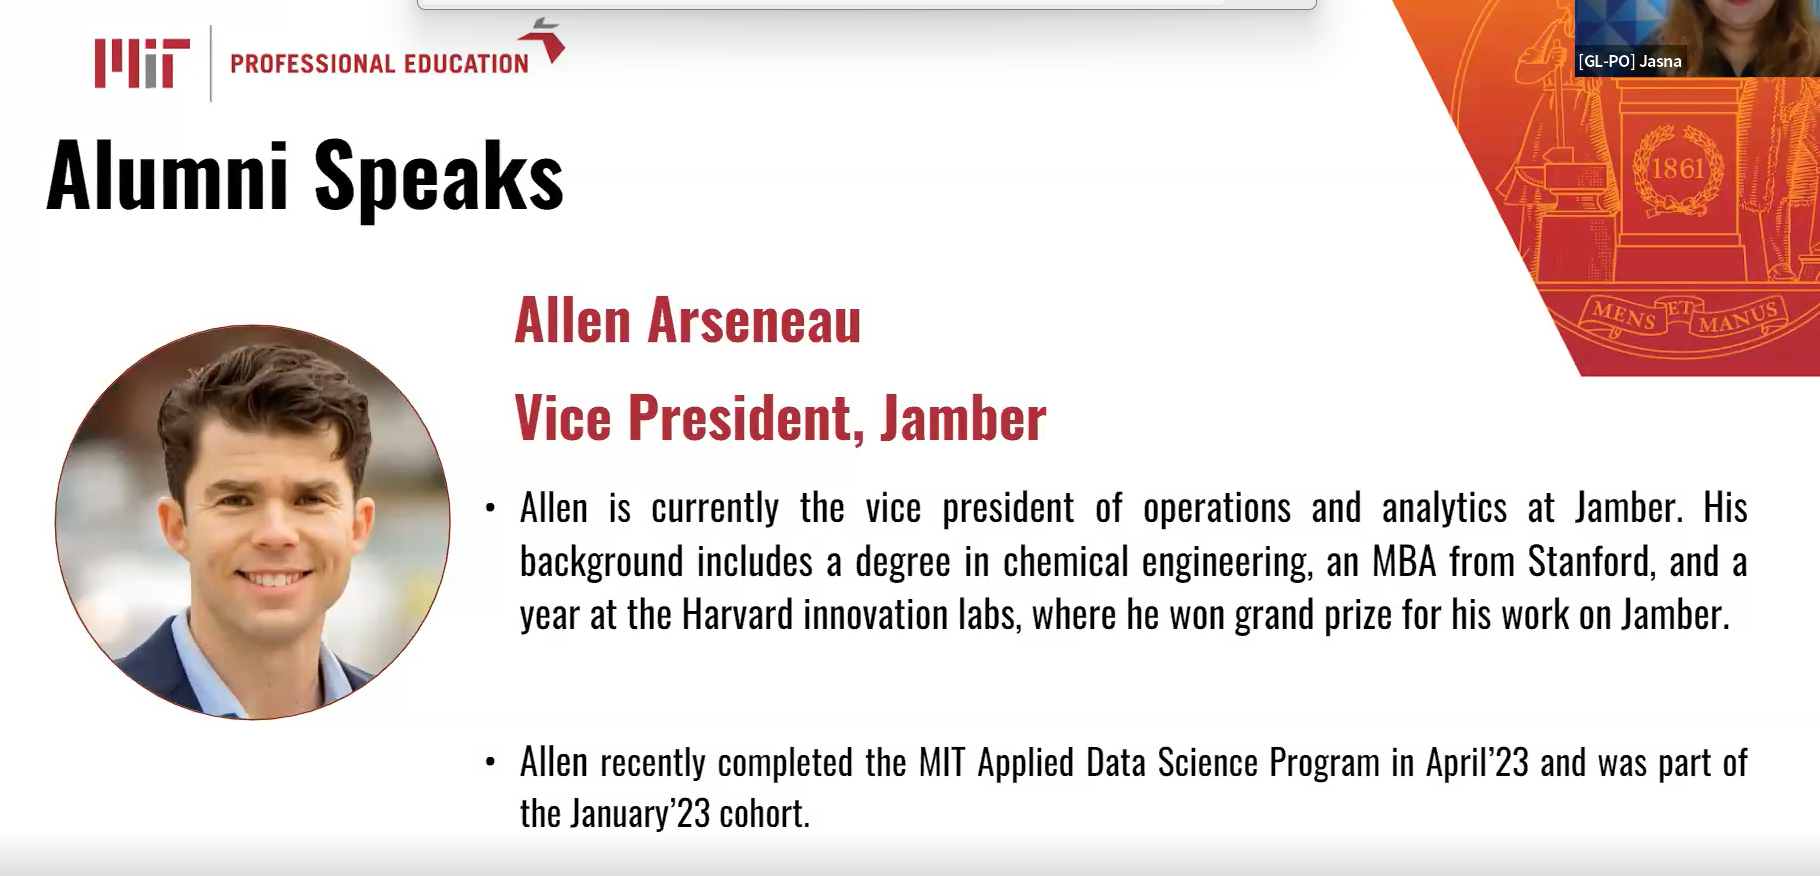 MIT PROFESSIONAL EDUCATION
[GL-PO] Jasna
Alumni Speaks
1861
MENS ET MANUS
Allen Arseneau
Vice President, Jamber
• Allen is currently the vice president of operations and analytics at Jamber. His
background includes a degree in chemical engineering, an MBA from Stanford, and a
year at the Harvard innovation labs, where he won grand prize for his work on Jamber.
• Allen recently completed the MIT Applied Data Science Program in April’23 and was part of
the January’23 cohort.